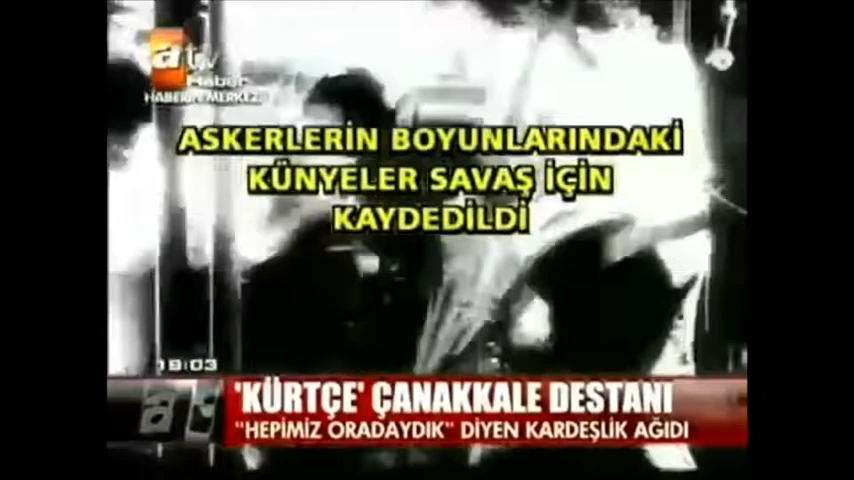 atv
Haber
HABER MERKEZİ
ASKERLERİN BOYUNLARINDAKİ
KÜNYELER SAVAŞ İÇİN
KAYDEDİLDİ
19:03
'KÜRTÇE' ÇANAKKALE DESTANI
"HEPİMİZ ORADAYDIK" DİYEN KARDEŞLİK AĞIDI